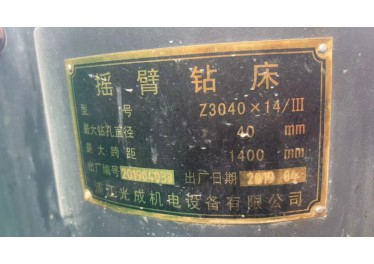 摇臂钻床
型号 Z3040×14/III
最大钻孔直径 40 mm
最大跨距 1400 mm
出厂编号 201904033 出厂日期 2019 04
江光成机电设备有限公司